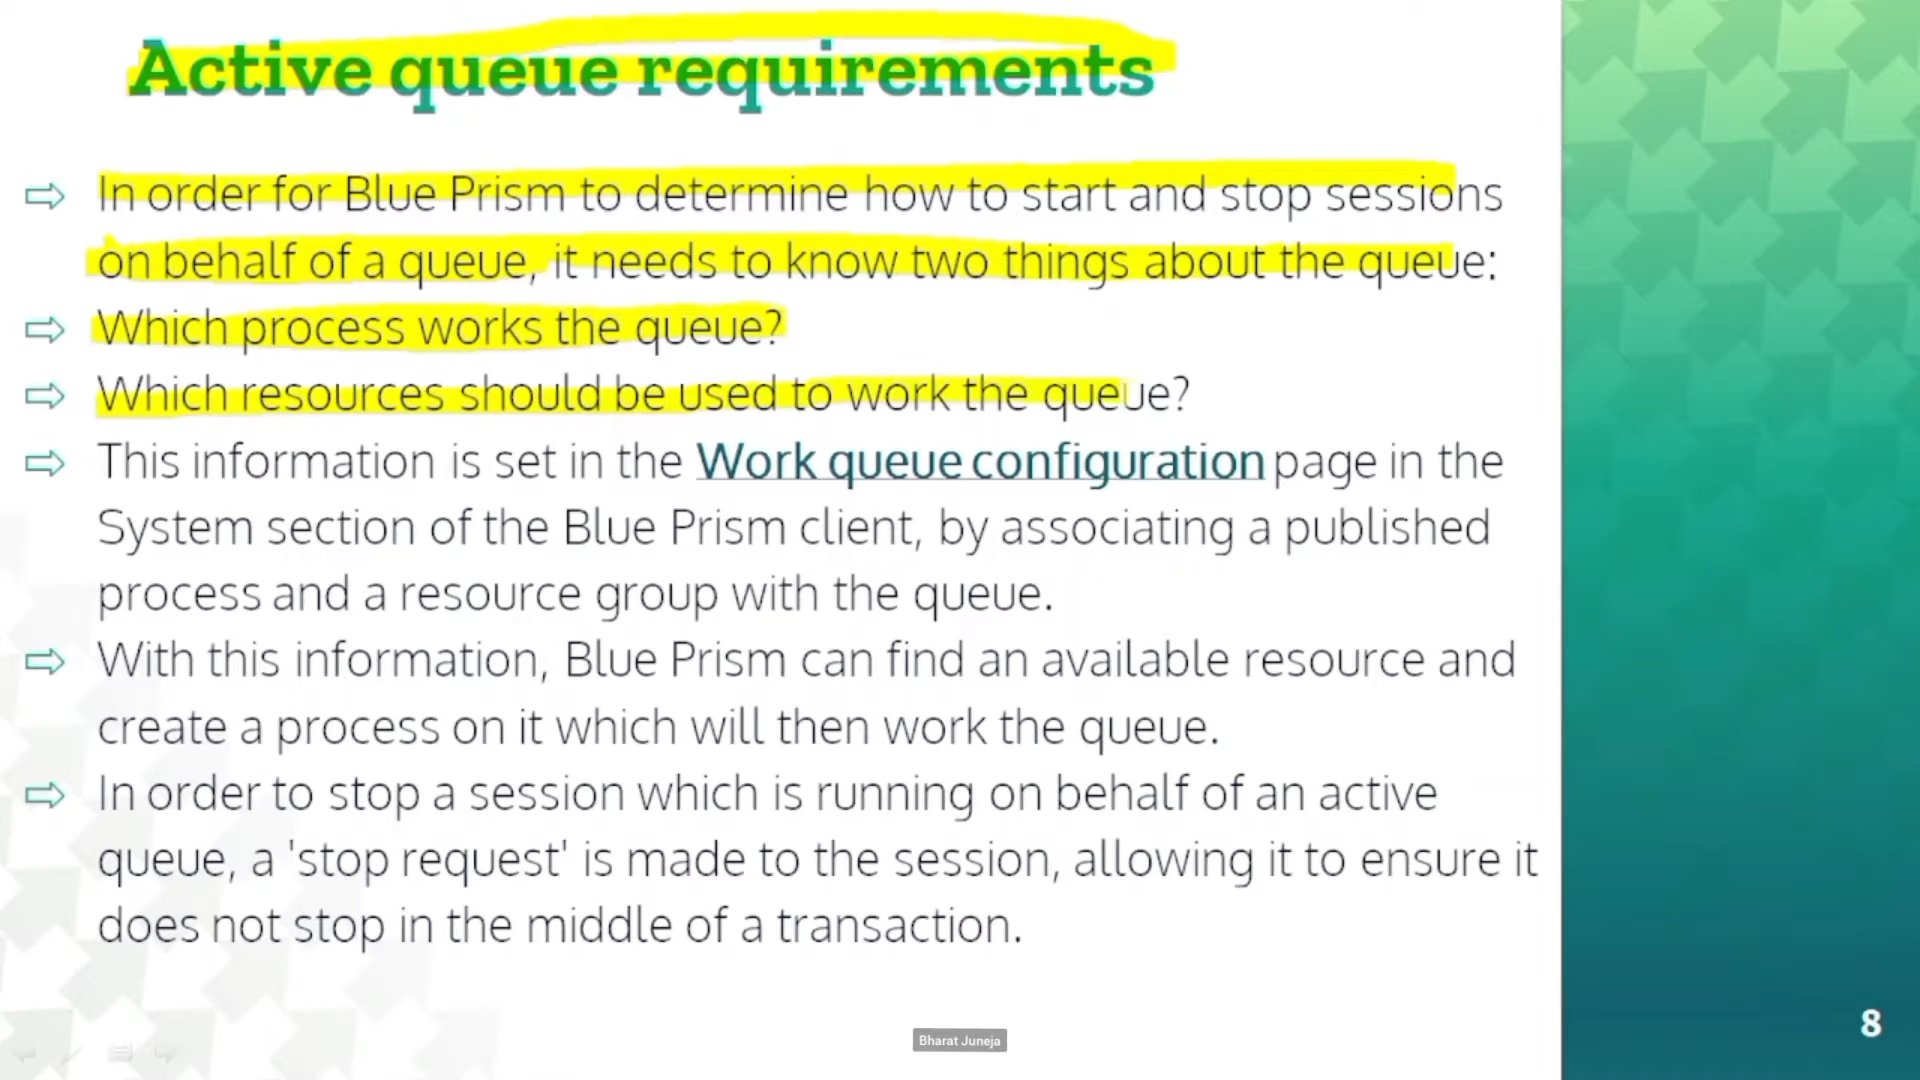 Active queue requirements
In order for Blue Prism to determine how to start and stop sessions
on behalf of a queue, it needs to know two things about the queue:
Which process works the queue?
Which resources should be used to work the queue?
This information is set in the Work queue configuration page in the
System section of the Blue Prism client, by associating a published
process and a resource group with the queue.
With this information, Blue Prism can find an available resource and
create a process on it which will then work the queue.
In order to stop a session which is running on behalf of an active
queue, a 'stop request' is made to the session, allowing it to ensure it
does not stop in the middle of a transaction.
8
Bharat Juneja